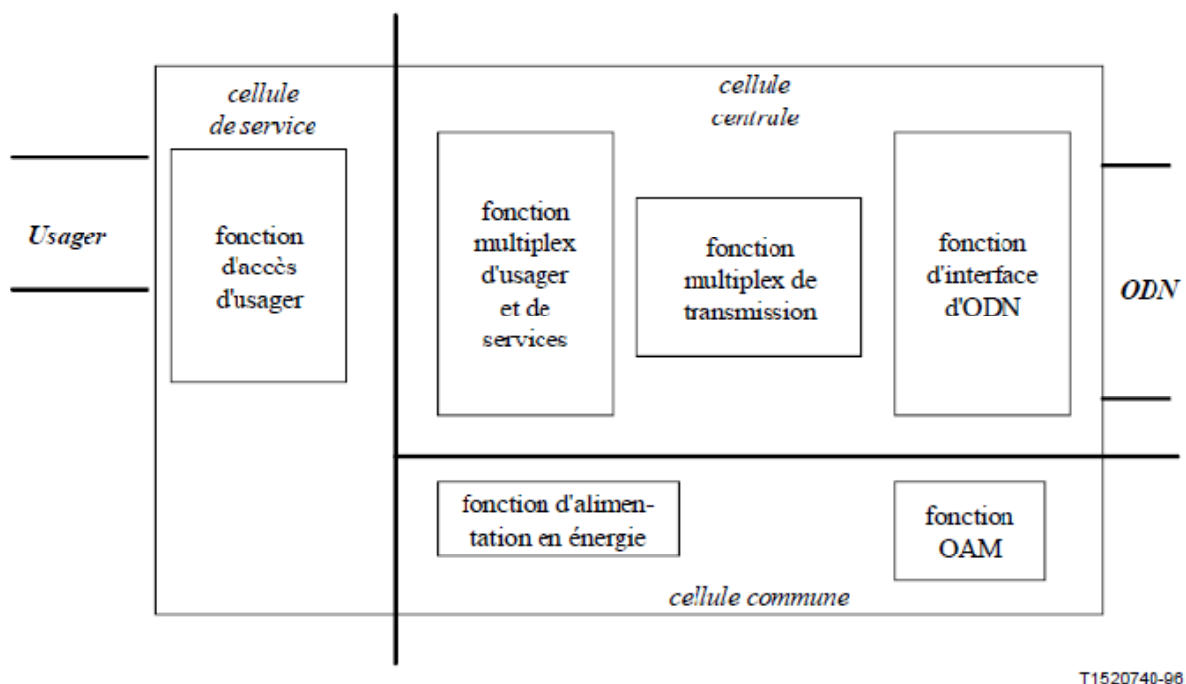 cellule
de service
cellule
centrale
Usager
fonction
d'accès
d'usager
fonction
multiplex
d'usager
et de
services
fonction
multiplex de
transmission
fonction
d'interface
d'ODN
ODN
fonction d'alimen-
tation en énergie
fonction
OAM
cellule commune
T1520740-96